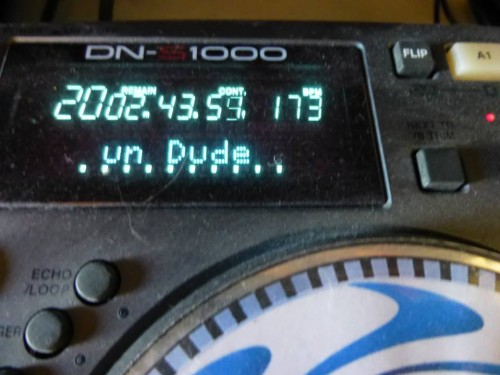 DN-S1000
FLIP
A1
REMAIN CONT. BPM
2002.43.59. 173
un Dude
ECHO
/LOOP